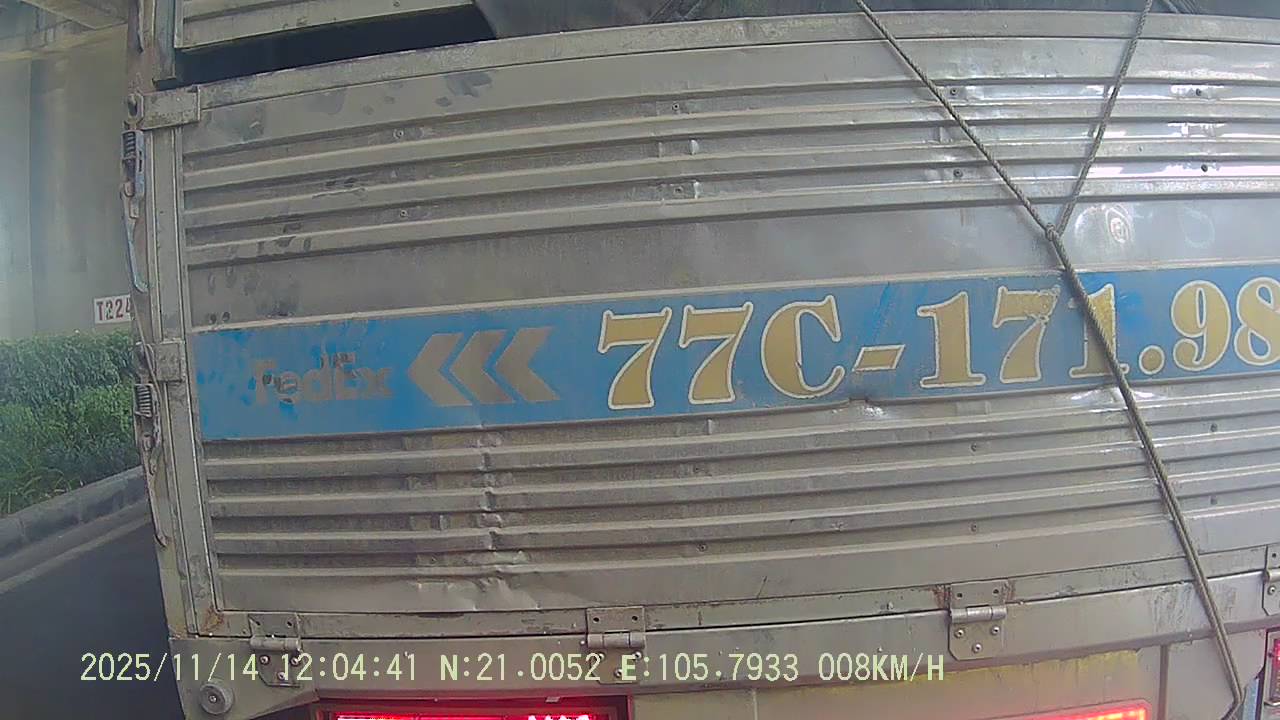 T224
FedEx 77C-171.98
2025/11/14 12:04:41 N:21.0052 E:105.7933 008KM/H